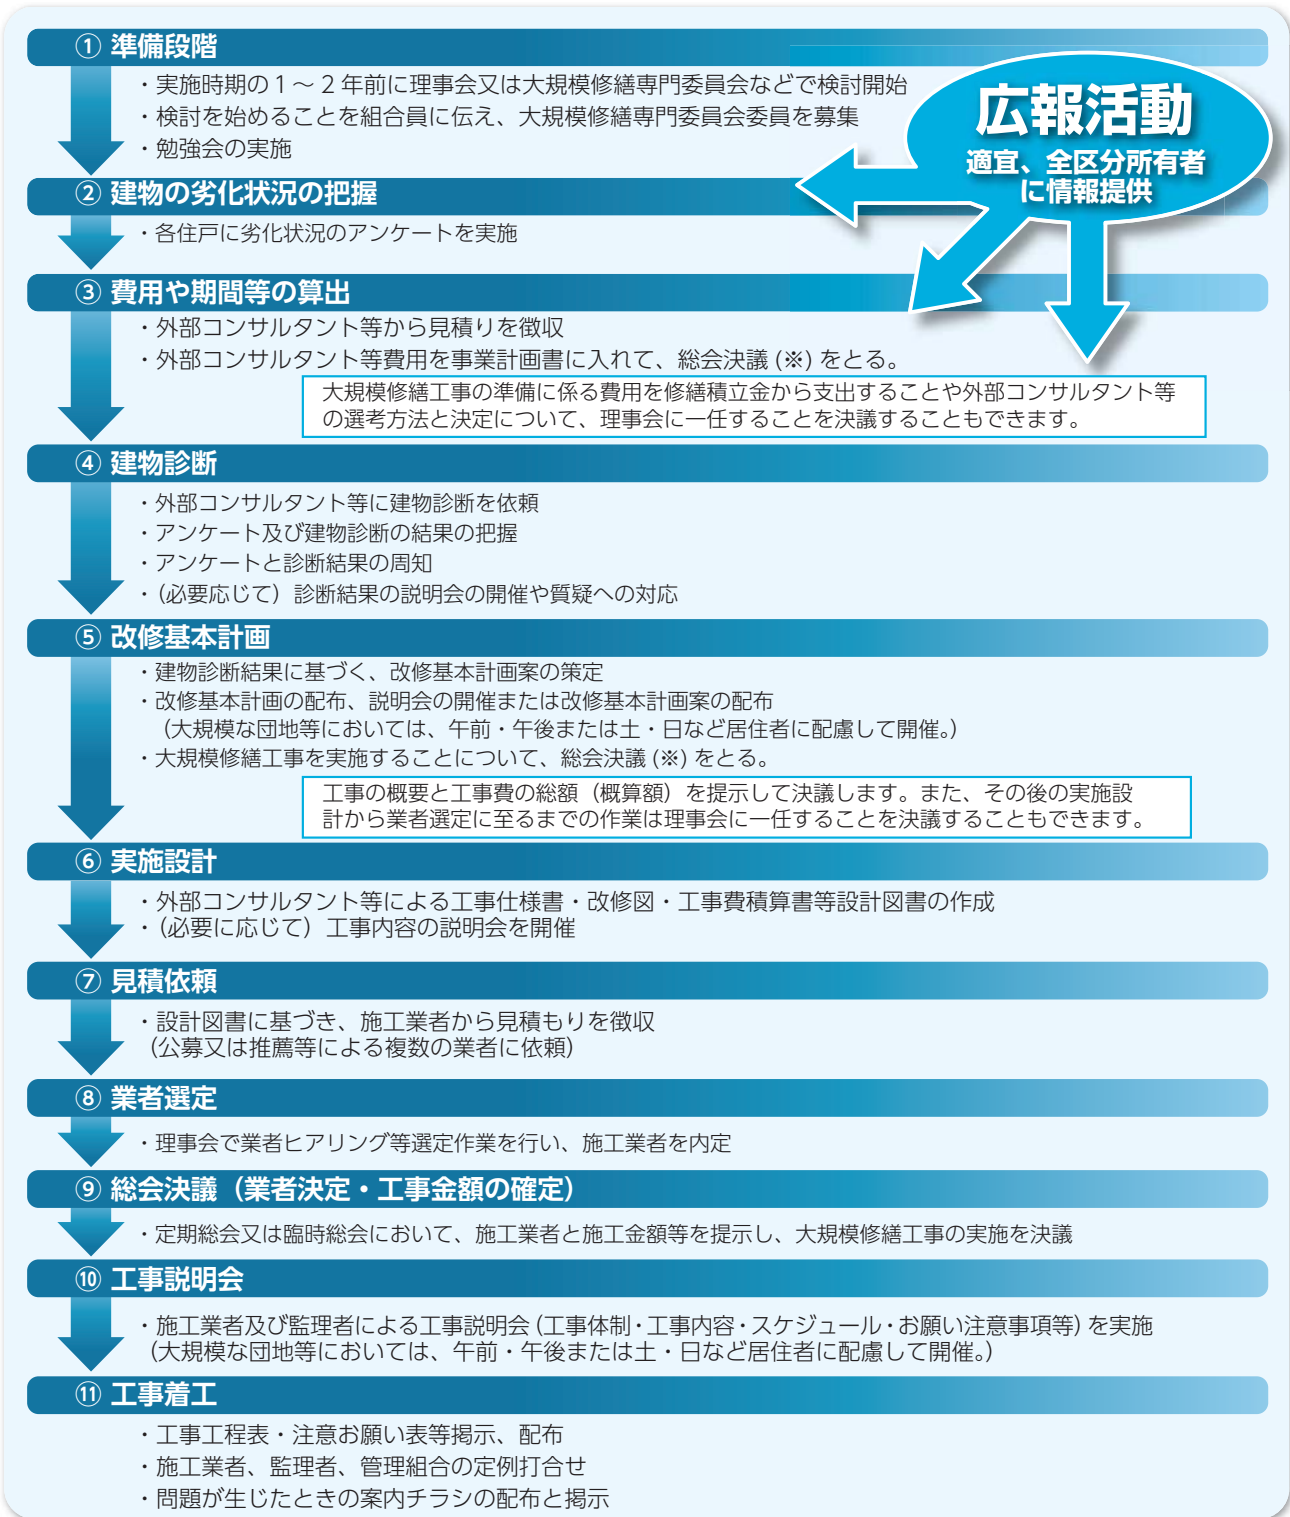 ① 準備段階
・実施時期の１～２年前に理事会又は大規模修繕専門委員会などで検討開始
・検討を始めることを組合員に伝え、大規模修繕専門委員会委員を募集
・勉強会の実施
広報活動
適宜、全区分所有者
に情報提供
② 建物の劣化状況の把握
・各住戸に劣化状況のアンケートを実施
③ 費用や期間等の算出
・外部コンサルタント等から見積りを徴収
・外部コンサルタント等費用を事業計画書に入れて、総会決議(※)をとる。
大規模修繕工事の準備に係る費用を修繕積立金から支出することや外部コンサルタント等
の選考方法と決定について、理事会に一任することを決議することもできます。
④ 建物診断
・外部コンサルタント等に建物診断を依頼
・アンケート及び建物診断の結果の把握
・アンケートと診断結果の周知
・（必要応じて）診断結果の説明会の開催や質疑への対応
⑤ 改修基本計画
・建物診断結果に基づく、改修基本計画案の策定
・改修基本計画の配布、説明会の開催または改修基本計画案の配布
（大規模な団地等においては、午前・午後または土・日など居住者に配慮して開催。）
・大規模修繕工事を実施することについて、総会決議(※)をとる。
工事の概要と工事費の総額（概算額）を提示して決議します。また、その後の実施設
計から業者選定に至るまでの作業は理事会に一任することを決議することもできます。
⑥ 実施設計
・外部コンサルタント等による工事仕様書・改修図・工事費積算書等設計図書の作成
・（必要に応じて）工事内容の説明会を開催
⑦ 見積依頼
・設計図書に基づき、施工業者から見積もりを徴収
（公募又は推薦等による複数の業者に依頼）
⑧ 業者選定
・理事会で業者ヒアリング等選定作業を行い、施工業者を内定
⑨ 総会決議（業者決定・工事金額の確定）
・定期総会又は臨時総会において、施工業者と施工金額等を提示し、大規模修繕工事の実施を決議
⑩ 工事説明会
・施工業者及び監理者による工事説明会（工事体制・工事内容・スケジュール・お願い注意事項等）を実施
（大規模な団地等においては、午前・午後または土・日など居住者に配慮して開催。）
⑪ 工事着工
・工事工程表・注意お願い表等掲示、配布
・施工業者、監理者、管理組合の定例打合せ
・問題が生じたときの案内チラシの配布と掲示